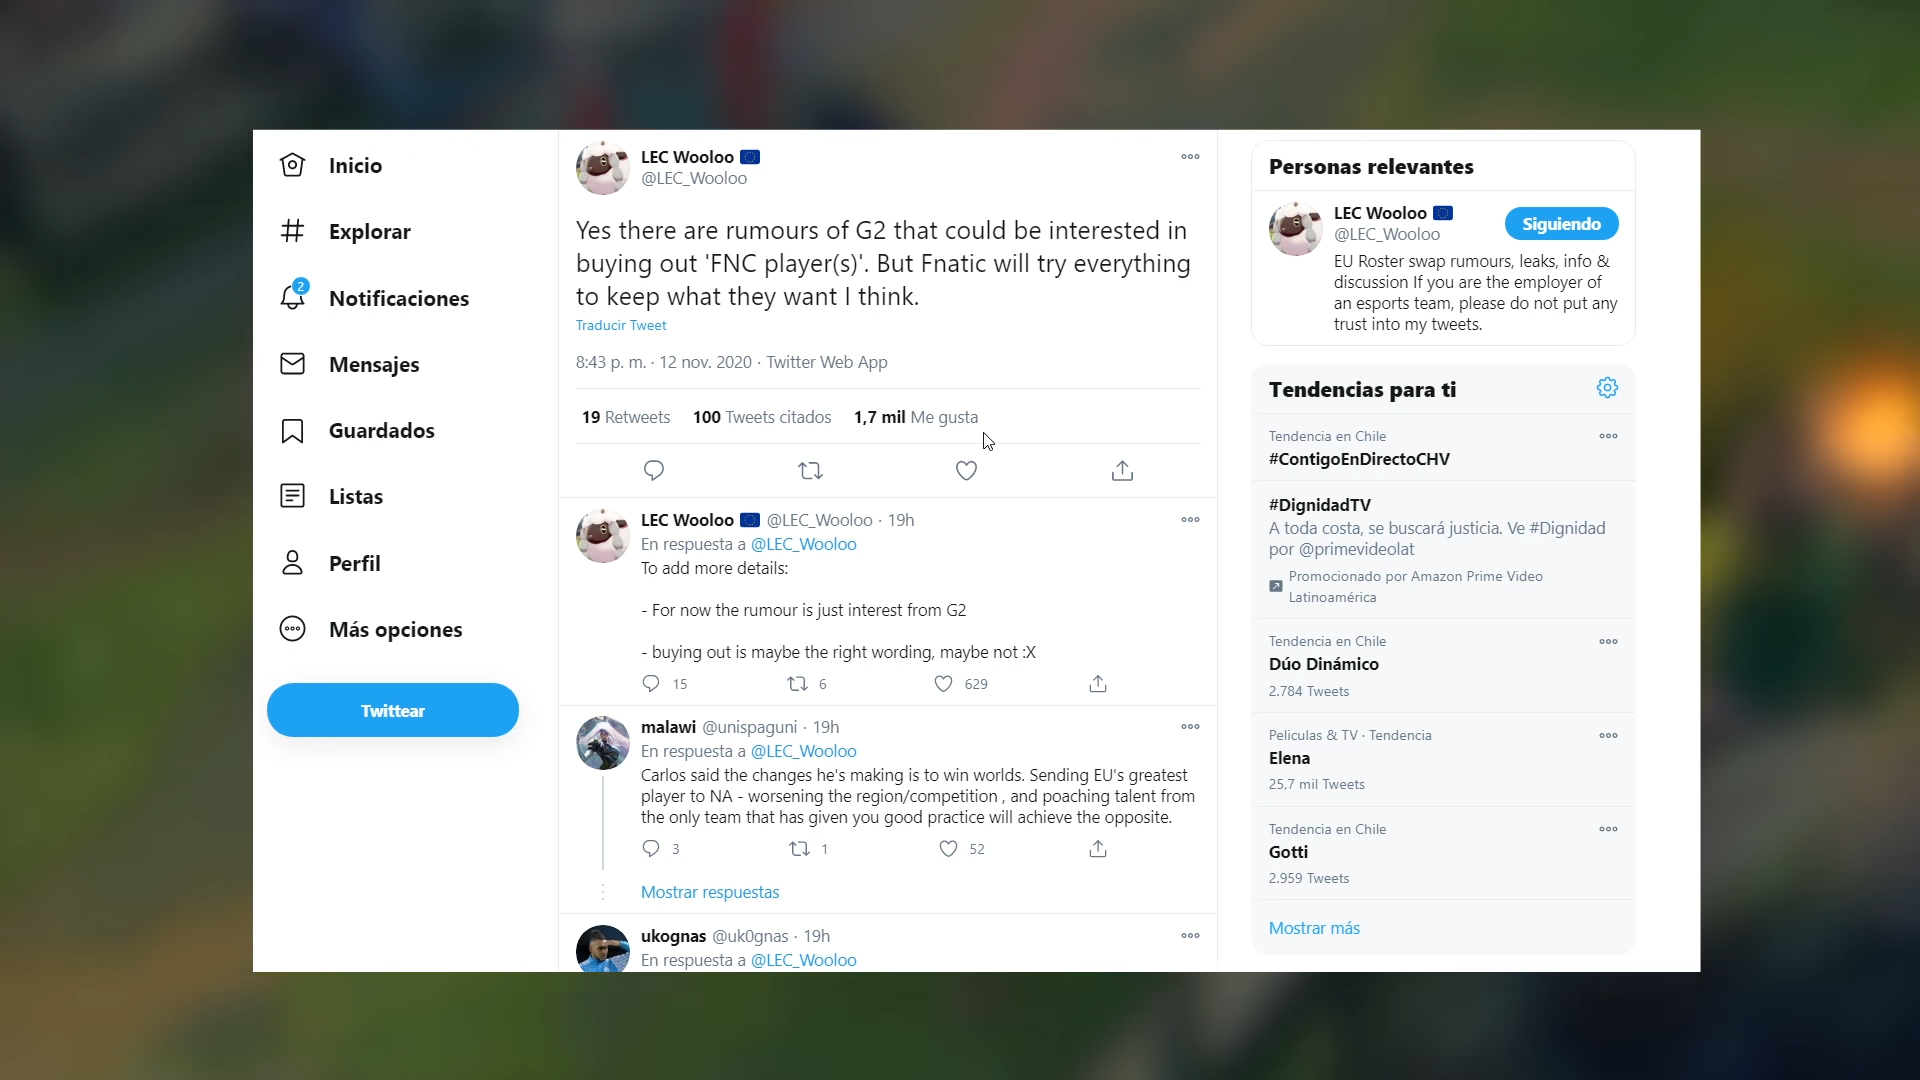 Inicio
Explorar
2
Notificaciones
Mensajes
Guardados
Listas
Perfil
Más opciones
Twittear
LEC Wooloo
@LEC_Wooloo
Yes there are rumours of G2 that could be interested in
buying out 'FNC player(s)'. But Fnatic will try everything
to keep what they want I think.
Traducir Tweet
8:43 p. m. · 12 nov. 2020 · Twitter Web App
19 Retweets 100 Tweets citados 1,7 mil Me gusta
LEC Wooloo @LEC_Wooloo · 19h
En respuesta a @LEC_Wooloo
To add more details:
- For now the rumour is just interest from G2
- buying out is maybe the right wording, maybe not :X
15 6 629
malawi @unispaguni · 19h
En respuesta a @LEC_Wooloo
Carlos said the changes he's making is to win worlds. Sending EU's greatest
player to NA - worsening the region/competition , and poaching talent from
the only team that has given you good practice will achieve the opposite.
3 1 52
Mostrar respuestas
ukognas @uk0gnas · 19h
En respuesta a @LEC_Wooloo
Personas relevantes
LEC Wooloo
@LEC_Wooloo
Siguiendo
EU Roster swap rumours, leaks, info &
discussion If you are the employer of
an esports team, please do not put any
trust into my tweets.
Tendencias para ti
Tendencia en Chile
#ContigoEnDirectoCHV
#DignidadTV
A toda costa, se buscará justicia. Ve #Dignidad
por @primevideolat
Promocionado por Amazon Prime Video
Latinoamérica
Tendencia en Chile
Dúo Dinámico
2.784 Tweets
Peliculas & TV · Tendencia
Elena
25,7 mil Tweets
Tendencia en Chile
Gotti
2.959 Tweets
Mostrar más